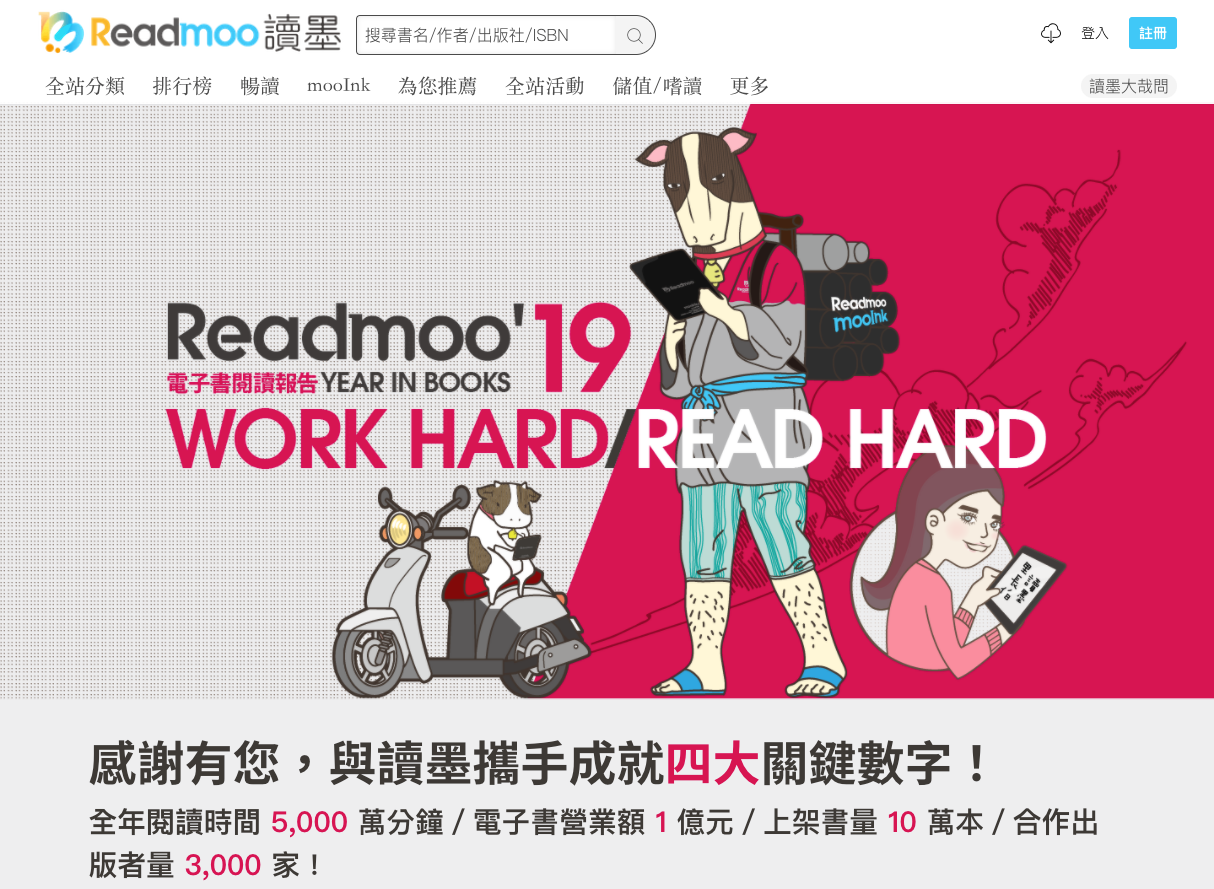 Readmoo讀墨
搜尋書名/作者/出版社/ISBN
登入
註冊
全站分類
排行榜
暢讀
mooInk
為您推薦
全站活動
儲值/嗜讀
更多
讀墨大哉問
Readmoo
Readmoo
mooInk
Readmoo'19
電子書閱讀報告YEAR IN BOOKS
WORK HARD/READ HARD
感謝有您，與讀墨攜手成就四大關鍵數字！
全年閱讀時間 5,000 萬分鐘 / 電子書營業額 1 億元 / 上架書量 10 萬本 / 合作出
版者量 3,000 家！